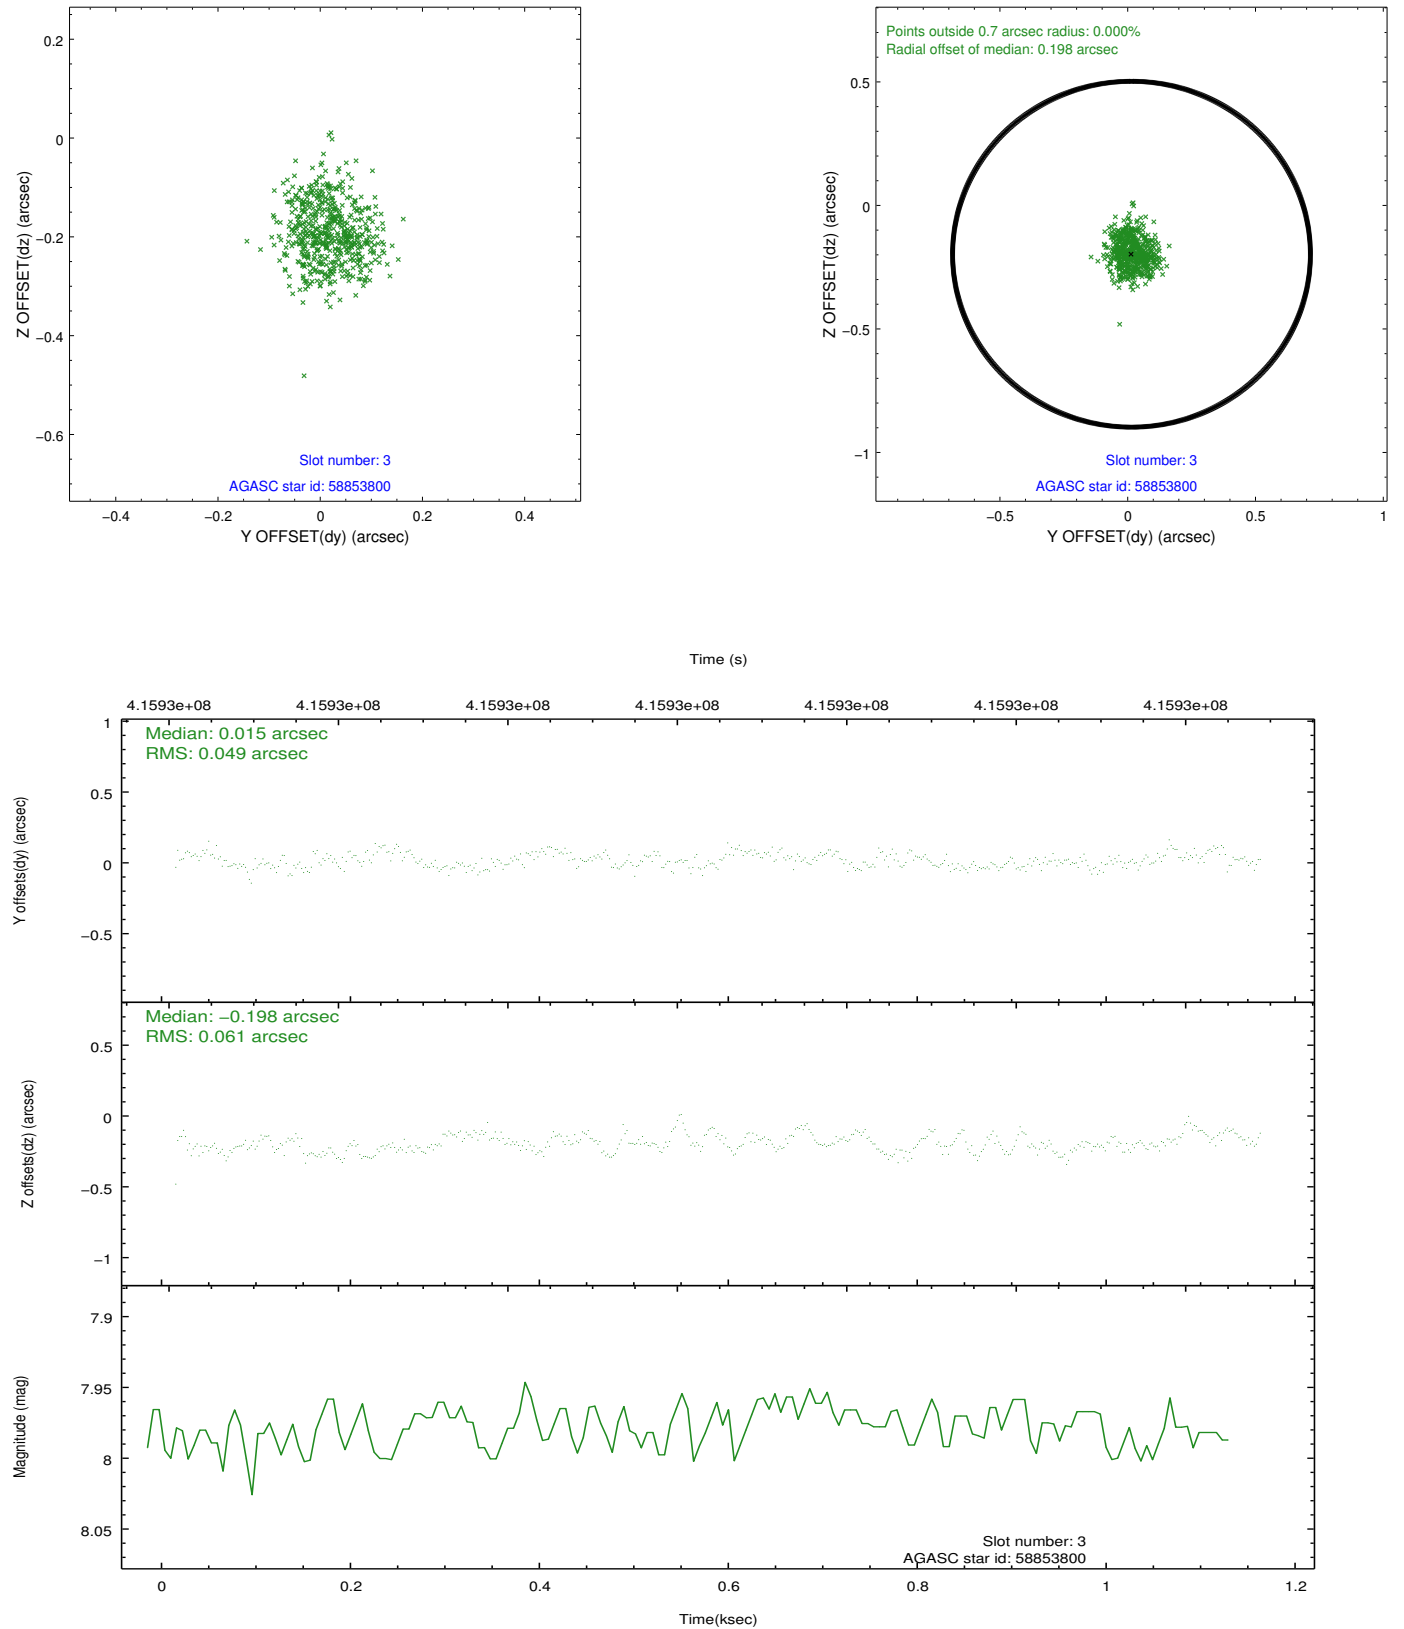 0.2
0
−0.2
−0.4
−0.6
Z OFFSET(dz) (arcsec)
Slot number: 3
AGASC star id: 58853800
−0.4
−0.2
0
0.2
0.4
Y OFFSET(dy) (arcsec)
Points outside 0.7 arcsec radius: 0.000%
Radial offset of median: 0.198 arcsec
0.5
0
−0.5
−1
Z OFFSET(dz) (arcsec)
Slot number: 3
AGASC star id: 58853800
−0.5
0
0.5
1
Y OFFSET(dy) (arcsec)
Time (s)
4.1593e+08
4.1593e+08
4.1593e+08
4.1593e+08
4.1593e+08
4.1593e+08
4.1593e+08
Median: 0.015 arcsec
RMS: 0.049 arcsec
1
0.5
0
−0.5
Y offsets(dy) (arcsec)
Median: −0.198 arcsec
RMS: 0.061 arcsec
0.5
0
−0.5
−1
Z offsets(dz) (arcsec)
7.9
7.95
8
8.05
Magnitude (mag)
Slot number: 3
AGASC star id: 58853800
0
0.2
0.4
0.6
0.8
1
1.2
Time(ksec)